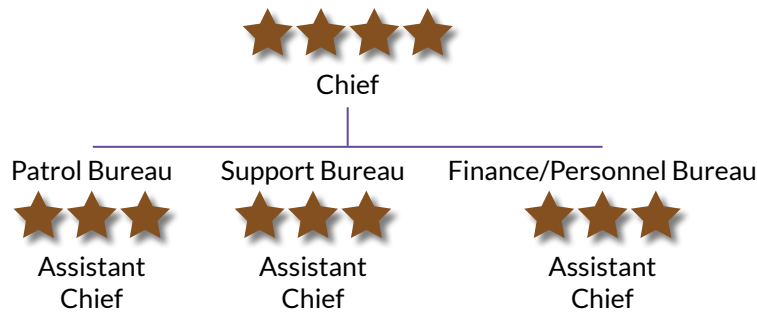 Chief
Patrol Bureau
Support Bureau
Finance/Personnel Bureau
Assistant
Chief
Assistant
Chief
Assistant
Chief